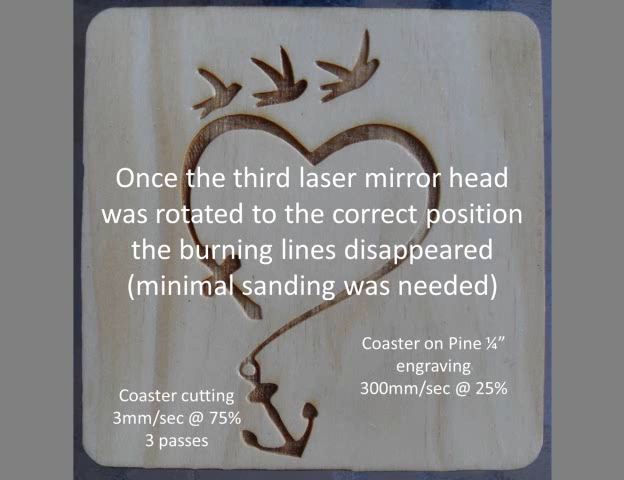 Once the third laser mirror head
was rotated to the correct position
the burning lines disappeared
(minimal sanding was needed)
Coaster on Pine ¼”
engraving
300mm/sec @ 25%
Coaster cutting
3mm/sec @ 75%
3 passes